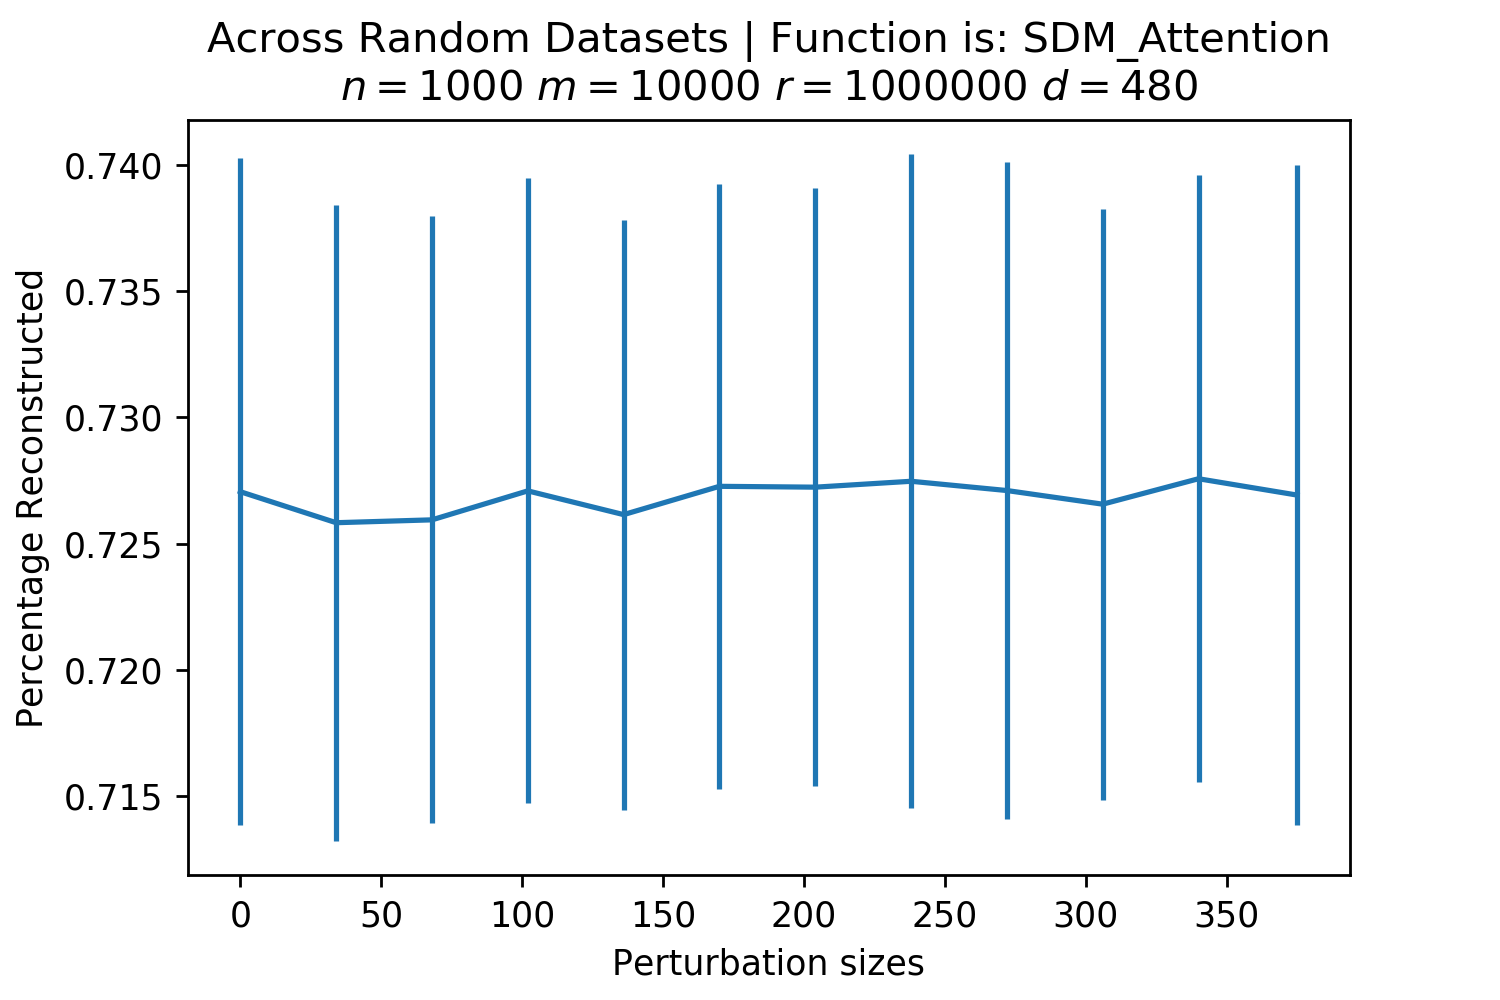 Across Random Datasets | Function is: SDM_Attention
n = 1000 m = 10000 r = 1000000 d = 480
Percentage Reconstructed
0.740
0.735
0.730
0.725
0.720
0.715
0 50 100 150 200 250 300 350
Perturbation sizes